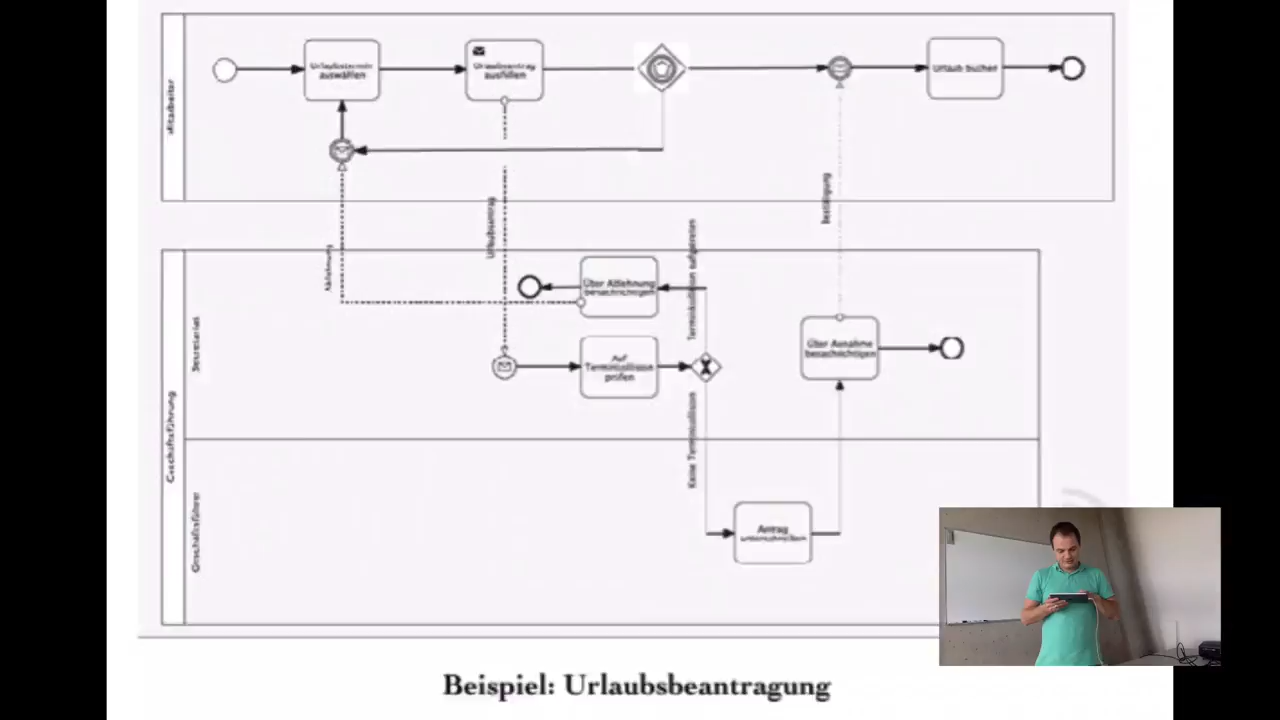 Mitarbeiter
Urlaubstermin
auswählen
Urlaubsantrag
ausfüllen
Urlaub buchen
Ablehnung
Urlaubsantrag
Bestätigung
Geschäftsführung
Sekretariat
Über Ablehnung
benachrichtigen
Terminkollision aufgetreten
Auf
Terminkollision
prüfen
Über Annahme
benachrichtigen
Keine Terminkollision
Geschäftsführer
Antrag
unterschreiben
Beispiel: Urlaubsbeantragung